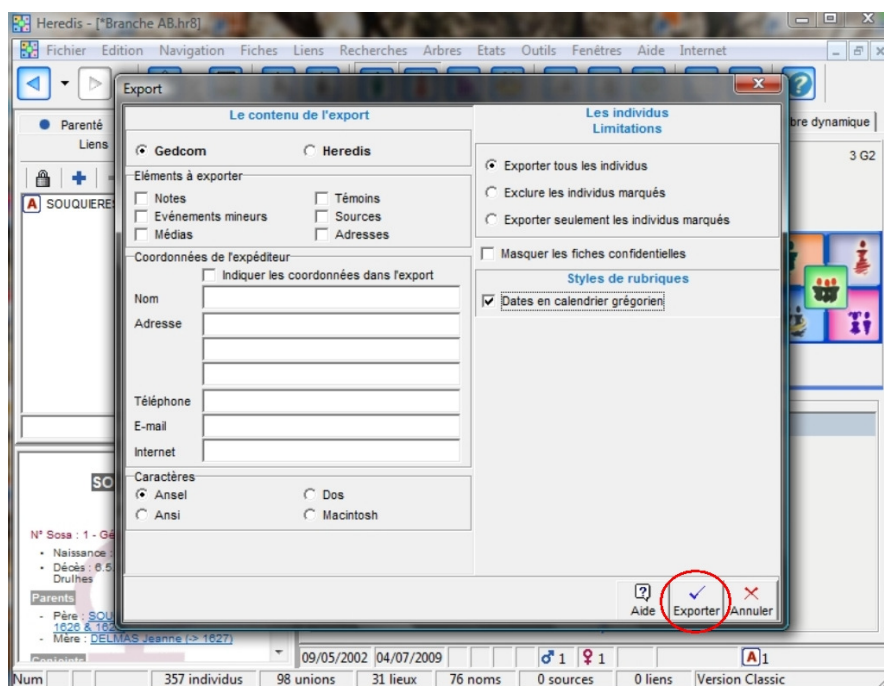 Heredis - [*Branche AB.hr8]
Fichier Edition Navigation Fiches Liens Recherches Arbres Etats Outils Fenêtres Aide Internet
Export
Parenté
Liens
bre dynamique
3 G2
A SOUQUIERE
Le contenu de l'export
Gedcom
Heredis
Eléments à exporter
Notes
Témoins
Evénements mineurs
Sources
Médias
Adresses
Coordonnées de l'expéditeur
Indiquer les coordonnées dans l'export
Nom
Adresse
Téléphone
E-mail
Internet
Caractères
Ansel
Dos
Ansi
Macintosh
Les individus
Limitations
Exporter tous les individus
Exclure les individus marqués
Exporter seulement les individus marqués
Masquer les fiches confidentielles
Styles de rubriques
Dates en calendrier grégorien
Aide
Exporter
Annuler
SO
N° Sosa : 1 - Gé
Naissance :
Décès : 6.5.
Drulhes
Parents
- Père : SOU
1626 & 162
- Mère : DELMAS Jeanne (-> 1627)
09/05/2002 04/07/2009 1 1 A 1
Num 357 individus 98 unions 31 lieux 76 noms 0 sources 0 liens Version Classic